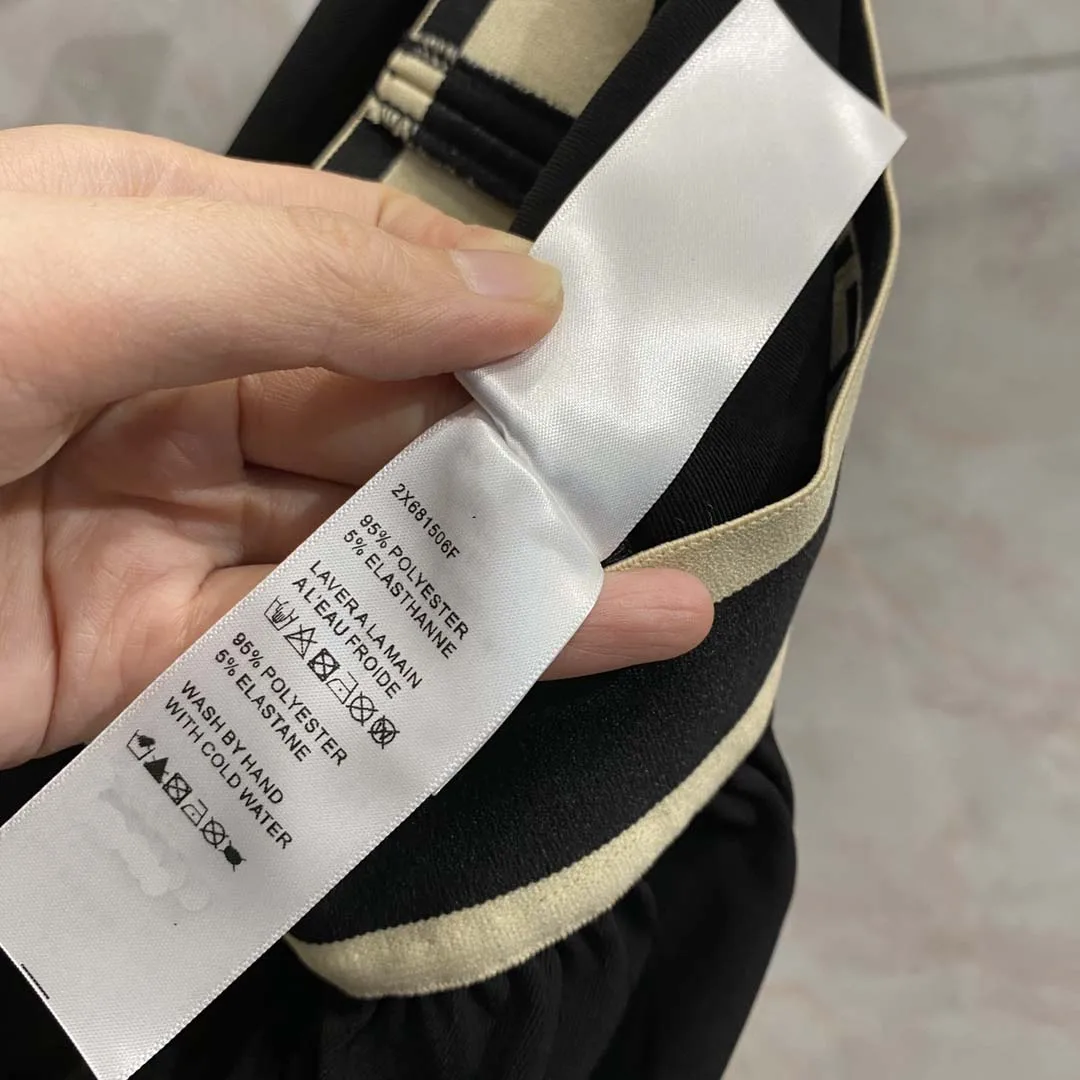 2X681506F
95% POLYESTER
5% ELASTHANNE
LAVER A LA MAIN
A L'EAU FROIDE
95% POLYESTER
5% ELASTANE
WASH BY HAND
WITH COLD WATER